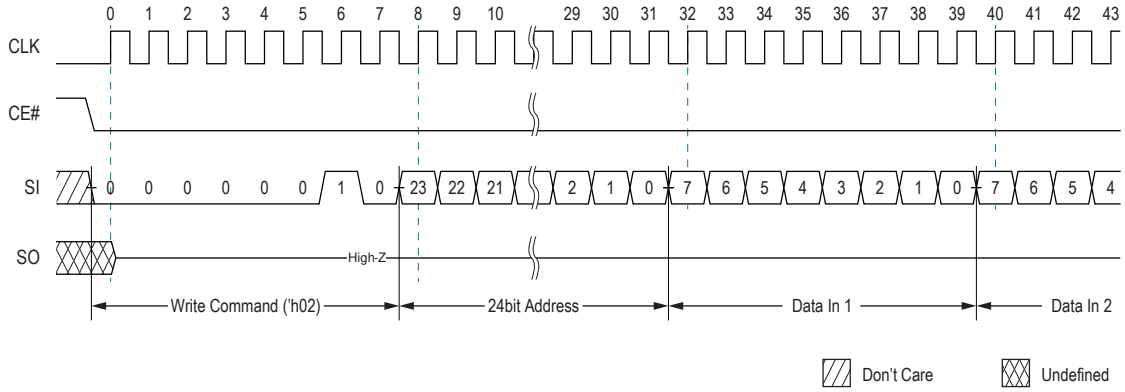 0 1 2 3 4 5 6 7 8 9 10 29 30 31 32 33 34 35 36 37 38 39 40 41 42 43
CLK
CE#
SI 0 0 0 0 0 0 1 0 23 22 21 2 1 0 7 6 5 4 3 2 1 0 7 6 5 4
SO High-Z
Write Command ('h02) 24bit Address Data In 1 Data In 2
Don't Care Undefined